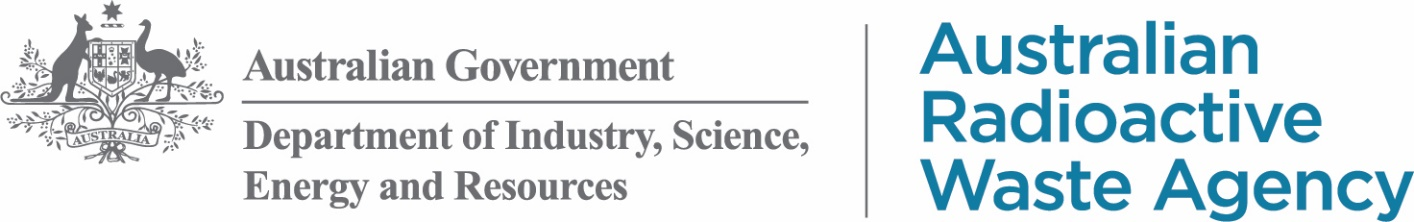 AUSTRALIA
Australian Government
Department of Industry, Science,
Energy and Resources
Australian
Radioactive
Waste Agency